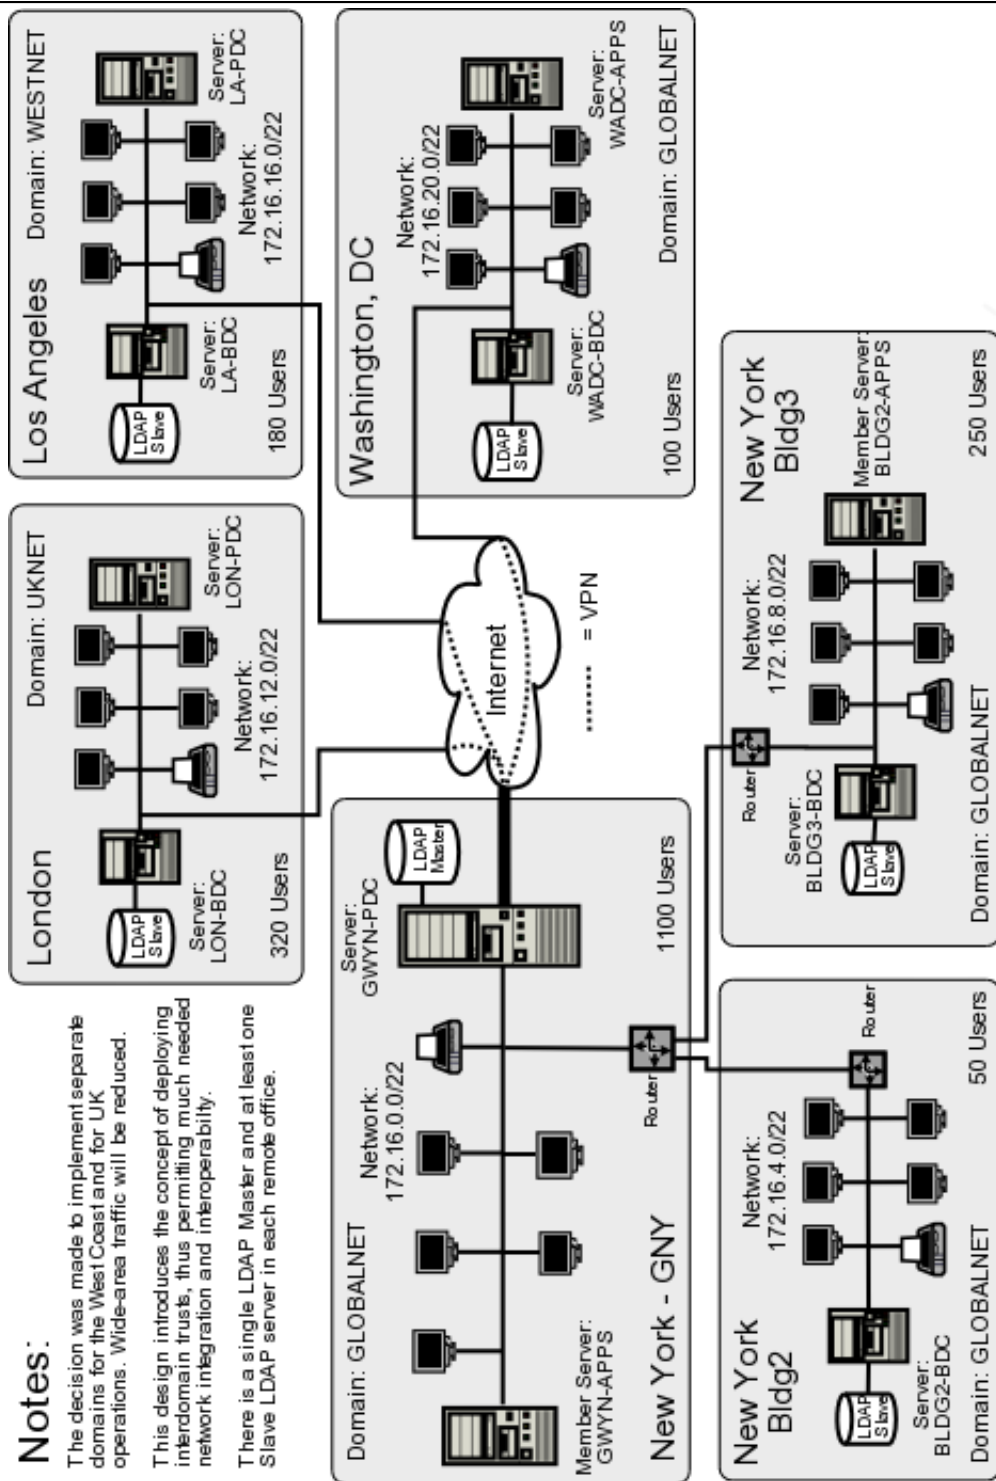 Notes:
The decision was made to implement separate
domains for the West Coast and for UK
operations. Wide-area traffic will be reduced.
This design introduces the concept of deploying
interdomain trusts, thus permitting much needed
network integration and interoperabilty.
There is a single LDAP Master and at least one
Slave LDAP server in each remote office.
London
Domain: UKNET
LDAP
Slave
Server:
LON-BDC
Network:
172.16.12.0/22
Server:
LON-PDC
320 Users
Los Angeles
Domain: WESTNET
LDAP
Slave
Server:
LA-BDC
Network:
172.16.16.0/22
Server:
LA-PDC
180 Users
Domain: GLOBALNET
Network:
172.16.0.0/22
Server:
GWYN-PDC
LDAP
Master
Member Server:
GWYN-APPS
Router
New York - GNY
1100 Users
Internet
= VPN
Washington, DC
Network:
172.16.20.0/22
LDAP
Slave
Server:
WADC-BDC
Server:
WADC-APPS
100 Users
Domain: GLOBALNET
New York
Bldg2
Network:
172.16.4.0/22
Router
LDAP
Slave
Server:
BLDG2-BDC
Domain: GLOBALNET
50 Users
Router
New York
Bldg3
Network:
172.16.8.0/22
Server:
BLDG3-BDC
LDAP
Slave
Member Server:
BLDG2-APPS
Domain: GLOBALNET
250 Users